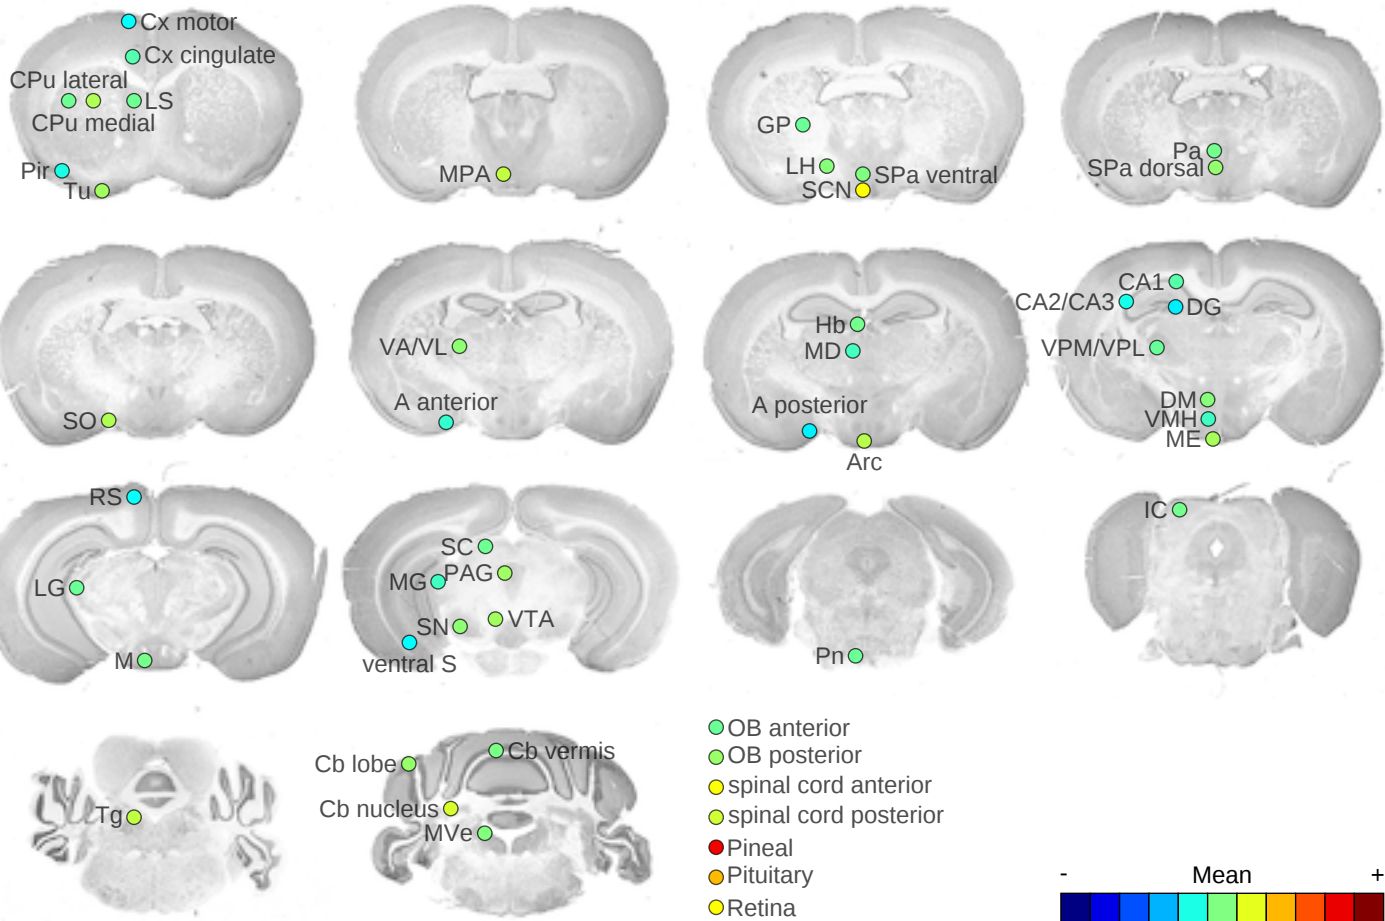 Cx motor
Cx cingulate
CPu lateral
LS
CPu medial
Pir
Tu
MPA
GP
LH
SPa ventral
SCN
Pa
SPa dorsal
SO
VA/VL
A anterior
Hb
MD
A posterior
Arc
CA1
CA2/CA3
DG
VPM/VPL
DM
VMH
ME
RS
LG
M
SC
MG
PAG
SN
VTA
ventral S
Pn
IC
Tg
Cb lobe
Cb vermis
Cb nucleus
MVe
OB anterior
OB posterior
spinal cord anterior
spinal cord posterior
Pineal
Pituitary
Retina
- Mean +